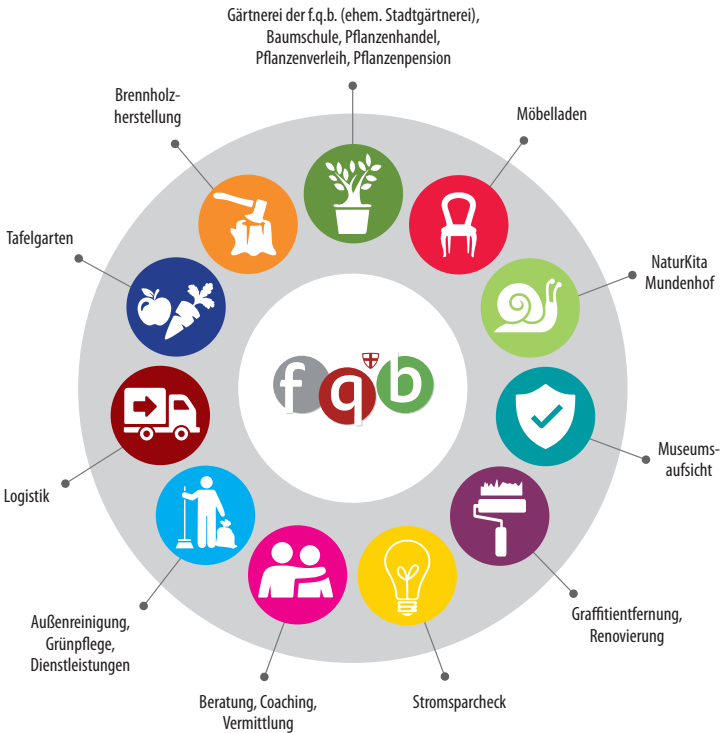 Gärtnerei der f.q.b. (ehem. Stadtgärtnerei),
Baumschule, Pflanzenhandel,
Pflanzenverleih, Pflanzenpension
Möbelladen
NaturKita
Mundenhof
Museums-
aufsicht
Graffitientfernung,
Renovierung
Stromsparcheck
Beratung, Coaching,
Vermittlung
Außenreinigung,
Grünpflege,
Dienstleistungen
Logistik
Tafelgarten
Brennholz-
herstellung
fqb